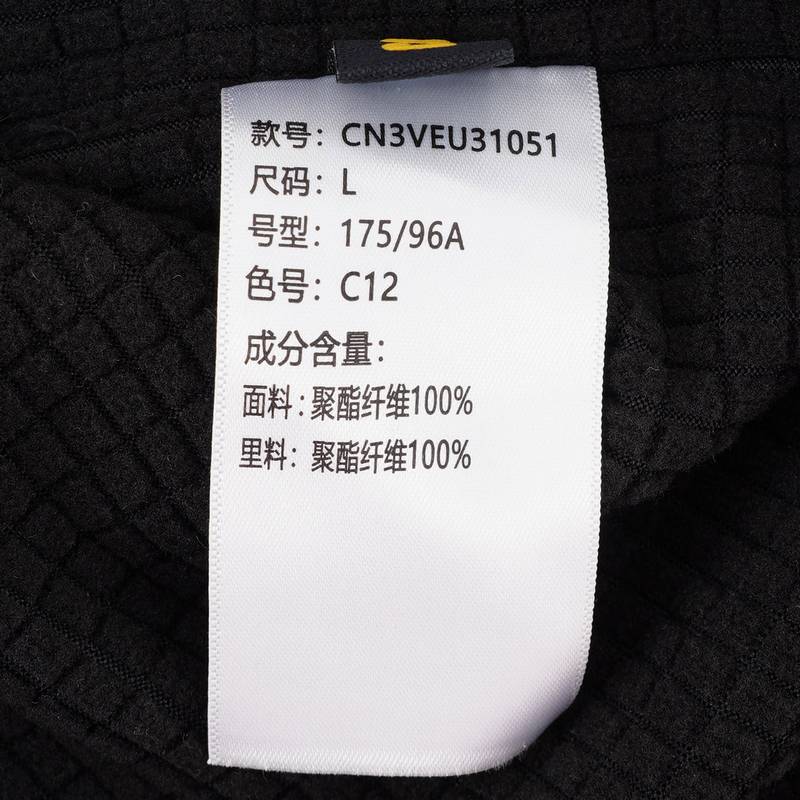 款号：CN3VEU31051
尺码：L
号型：175/96A
色号：C12
成分含量：
面料：聚酯纤维100%
里料：聚酯纤维100%